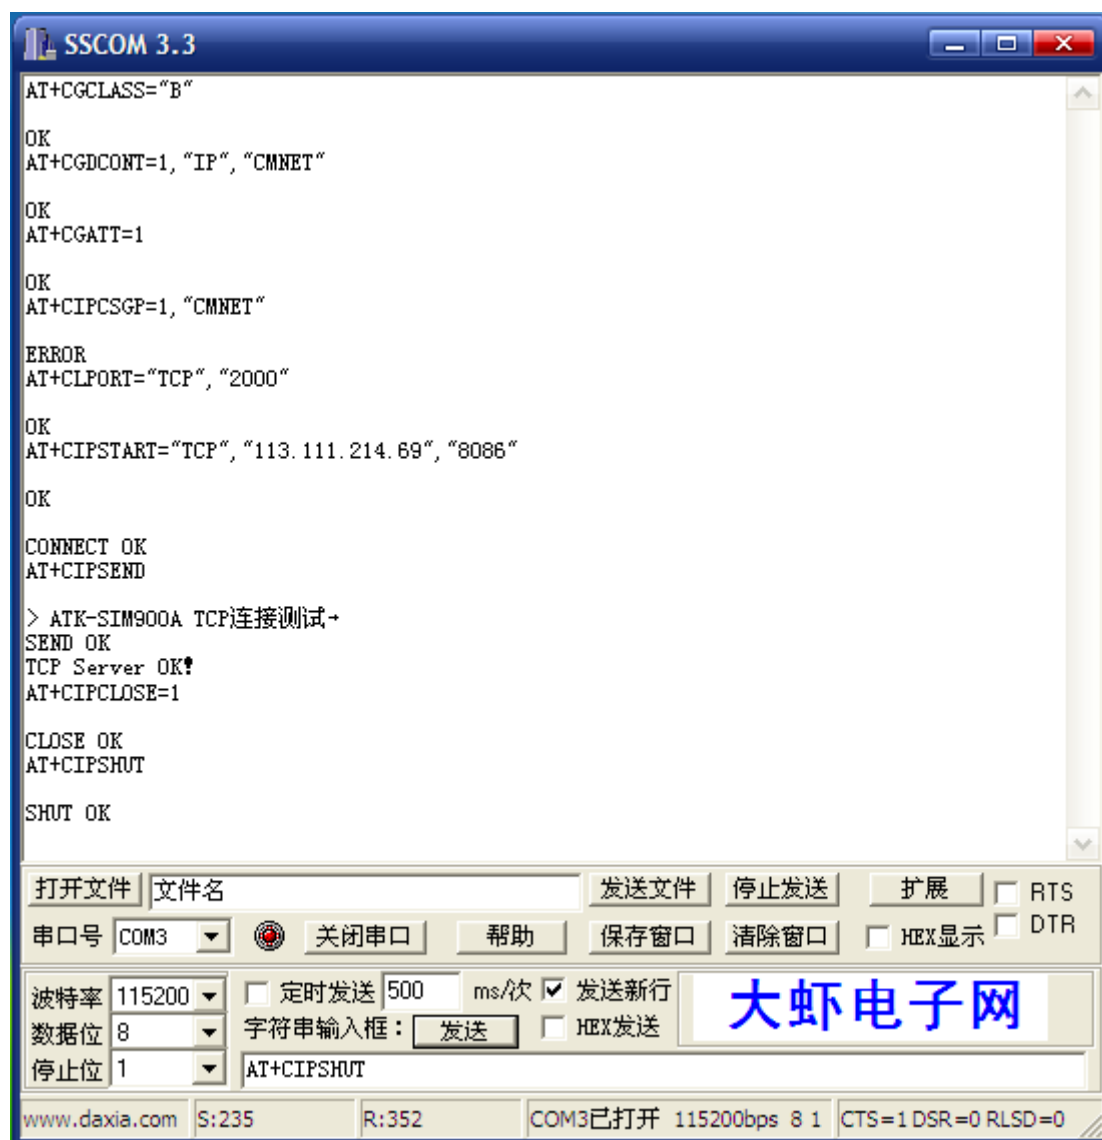 SSCOM 3.3
AT+CGCLASS="B"
OK
AT+CGDCONT=1,"IP","CMNET"
OK
AT+CGATT=1
OK
AT+CIPCSGP=1,"CMNET"
ERROR
AT+CLPORT="TCP","2000"
OK
AT+CIPSTART="TCP","113.111.214.69","8086"
OK
CONNECT OK
AT+CIPSEND
> ATK-SIM900A TCP连接测试→
SEND OK
TCP Server OK!
AT+CIPCLOSE=1
CLOSE OK
AT+CIPSHUT
SHUT OK
打开文件 文件名 发送文件 停止发送 扩展 RTS
串口号 COM3 关闭串口 帮助 保存窗口 清除窗口 HEX显示 DTR
波特率 115200 定时发送 500 ms/次 发送新行 大虾电子网
数据位 8 字符串输入框： 发送 HEX发送
停止位 1 AT+CIPSHUT
www.daxia.com S:235 R:352 COM3已打开 115200bps 8 1 CTS=1 DSR=0 RLSD=0